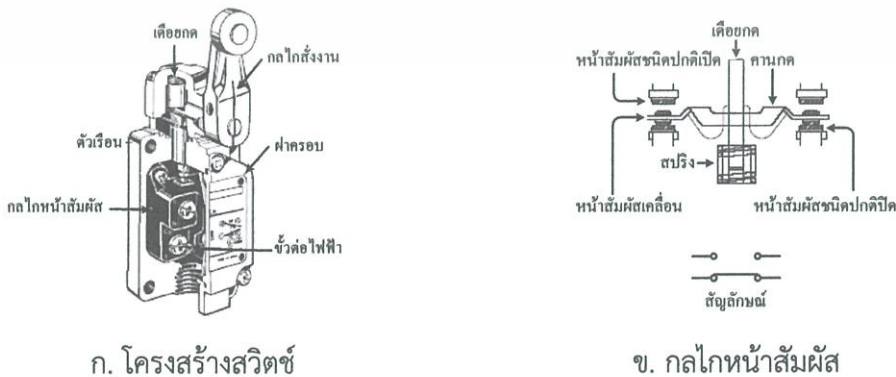 เดือยกด
กลไกสั่งงาน
ตัวเรือน
ฝาครอบ
กลไกหน้าสัมผัส
ขั้วต่อไฟฟ้า
ก. โครงสร้างสวิตช์
เดือยกด
หน้าสัมผัสชนิดปกติเปิด
คานกด
สปริง
หน้าสัมผัสเคลื่อน
หน้าสัมผัสชนิดปกติปิด
สัญลักษณ์
ข. กลไกหน้าสัมผัส